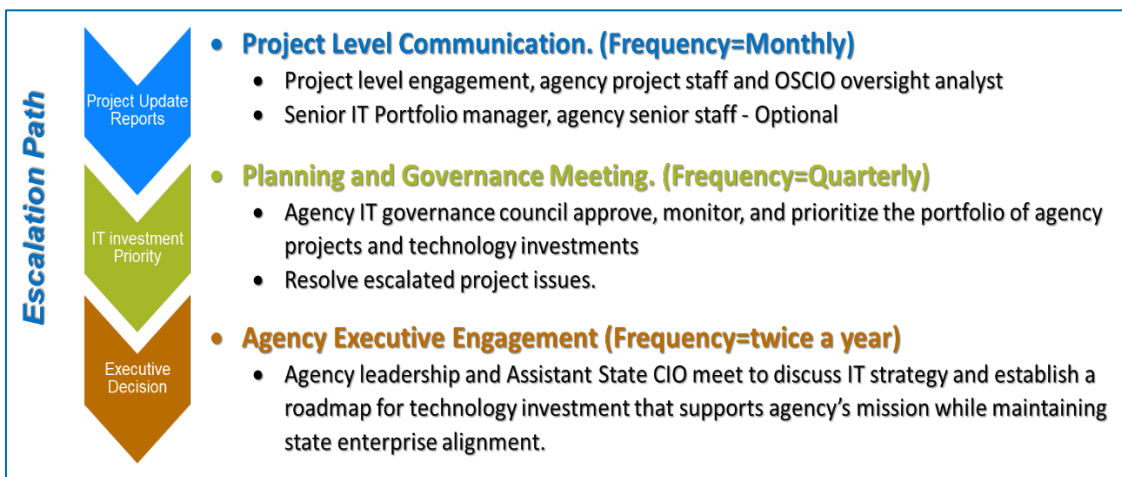 Escalation Path
Project Update
Reports
• Project Level Communication. (Frequency=Monthly)
• Project level engagement, agency project staff and OSCIO oversight analyst
• Senior IT Portfolio manager, agency senior staff - Optional
IT investment
Priority
• Planning and Governance Meeting. (Frequency=Quarterly)
• Agency IT governance council approve, monitor, and prioritize the portfolio of agency
projects and technology investments
• Resolve escalated project issues.
Executive
Decision
• Agency Executive Engagement (Frequency=twice a year)
• Agency leadership and Assistant State CIO meet to discuss IT strategy and establish a
roadmap for technology investment that supports agency's mission while maintaining
state enterprise alignment.